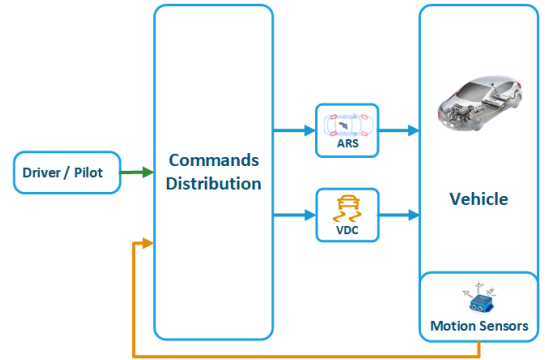 Driver / Pilot
Commands
Distribution
ARS
VDC
Vehicle
Motion Sensors